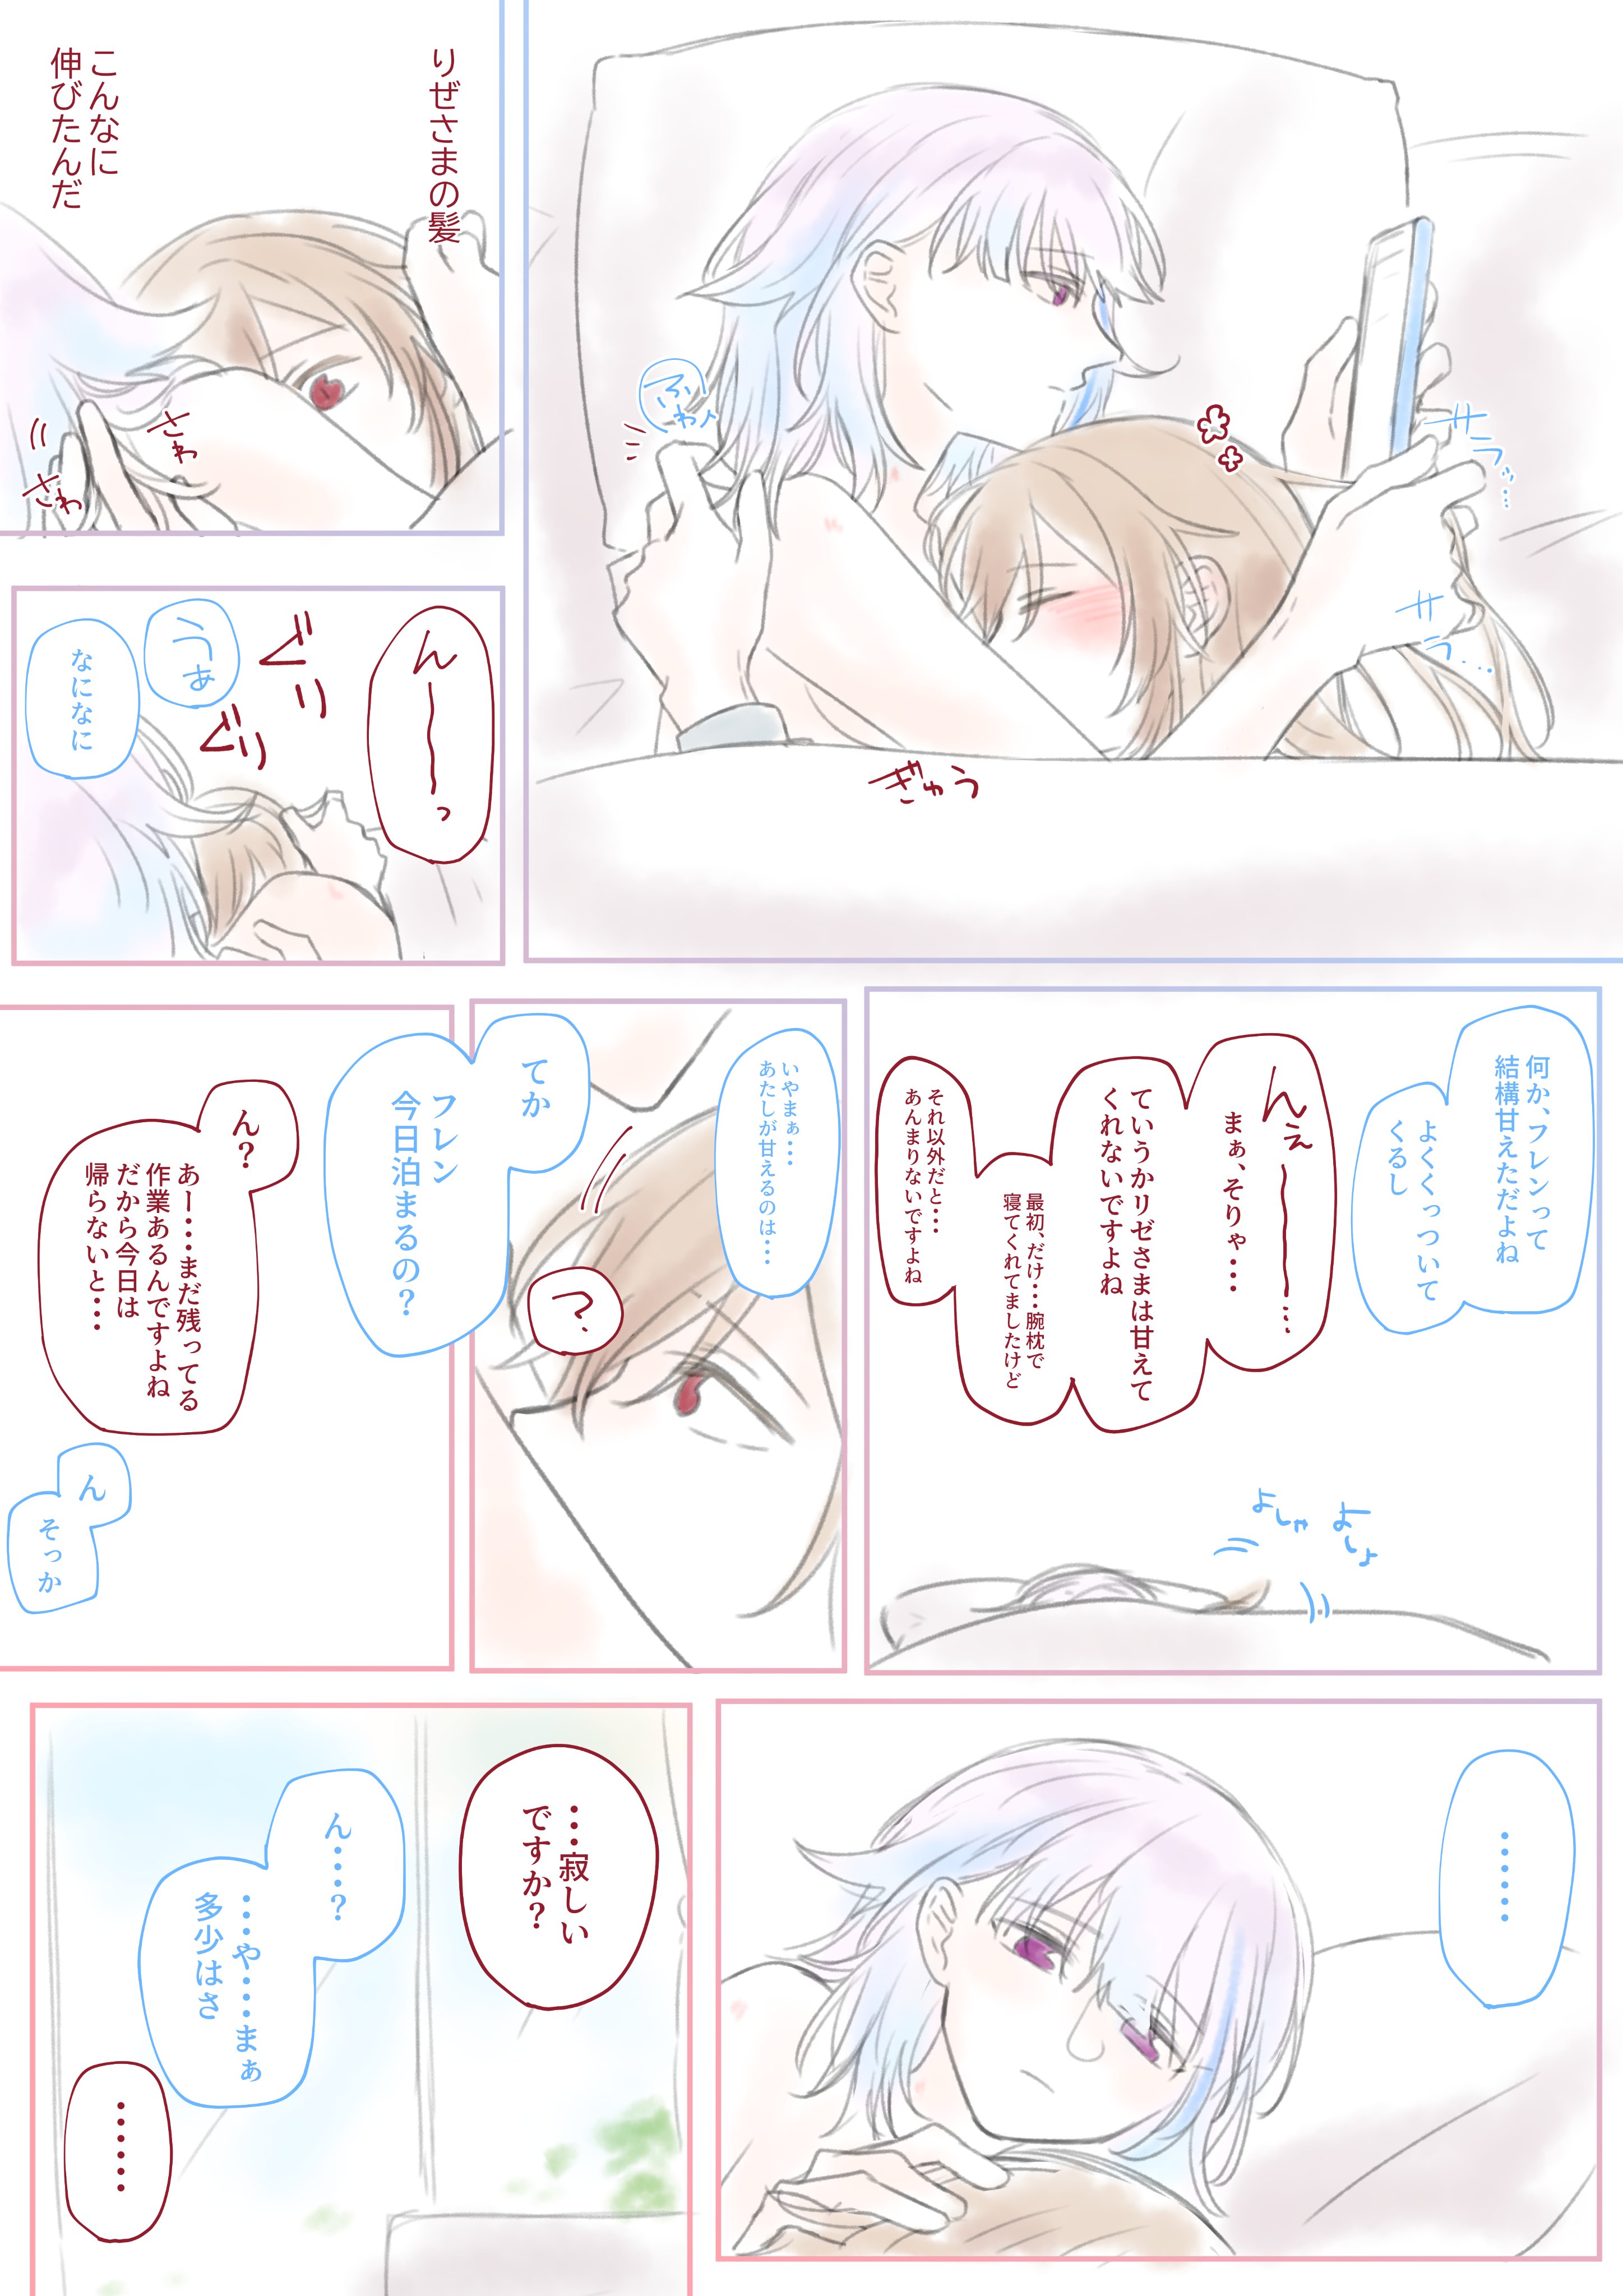 サラッ…
サラ…
ふわ
ぎゅう
りぜさまの髪
こんなに
伸びたんだ
さわ
さわ
ん━━っ
ぐり
ぐり
うぁ
なになに
何か、フレンって
結構甘えただよね
よくくっついて
くるし
んぇ━━…
まぁ、そりゃ・・・
ていうかリゼさまは甘えて
くれないですよね
最初、だけ・・・腕枕で
寝てくれてましたけど
それ以外だと・・・
あんまりないですよね
よしょ
よしゃ
いやまぁ・・・
あたしが甘えるのは・・・
?
てか
フレン
今日泊まるの?
ん?
あー・・・まだ残ってる
作業あるんですよね
だから今日は
帰らないと・・・
ん
そっか
・・・・・・
・・・寂しい
ですか?
ん・・・・?
・・・・や・・・まぁ
多少はさ
・・・・・・